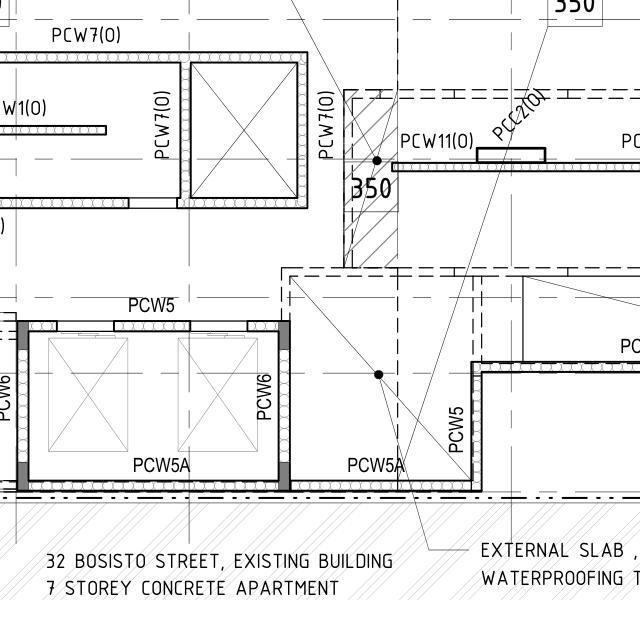 350
PCW7(0)
W1(0)
PCW7(0)
PCW7(0)
PCC2(0)
PCW11(0)
PC
350
)
PCW5
PC
PCW6
PCW6
PCW5
PCW5A
PCW5A
32 BOSISTO STREET, EXISTING BUILDING
7 STOREY CONCRETE APARTMENT
EXTERNAL SLAB ,
WATERPROOFING T